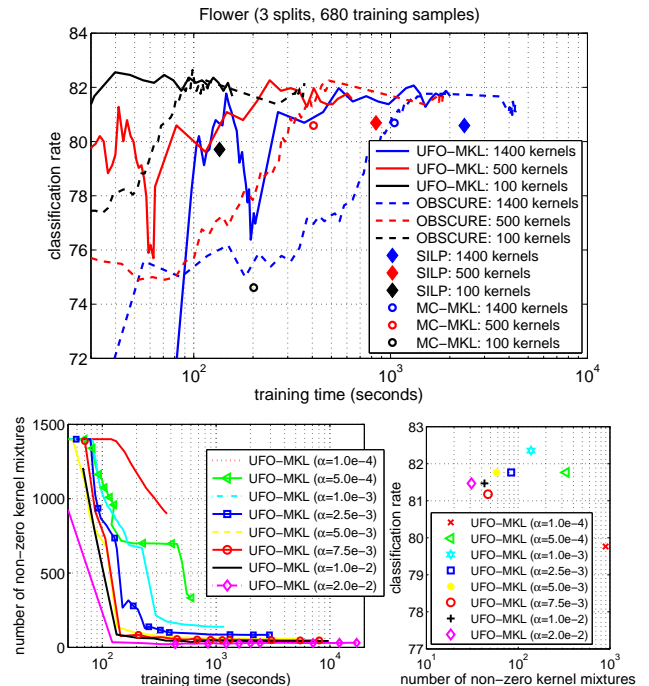 Flower (3 splits, 680 training samples)
84
82
80
78
76
74
72
classification rate
10^2
10^3
10^4
training time (seconds)
UFO−MKL: 1400 kernels
UFO−MKL: 500 kernels
UFO−MKL: 100 kernels
OBSCURE: 1400 kernels
OBSCURE: 500 kernels
OBSCURE: 100 kernels
SILP: 1400 kernels
SILP: 500 kernels
SILP: 100 kernels
MC−MKL: 1400 kernels
MC−MKL: 500 kernels
MC−MKL: 100 kernels
1500
1000
500
0
number of non−zero kernel mixtures
10^2
10^3
10^4
training time (seconds)
UFO−MKL (α=1.0e−4)
UFO−MKL (α=5.0e−4)
UFO−MKL (α=1.0e−3)
UFO−MKL (α=2.5e−3)
UFO−MKL (α=5.0e−3)
UFO−MKL (α=7.5e−3)
UFO−MKL (α=1.0e−2)
UFO−MKL (α=2.0e−2)
83
82
81
80
79
78
77
classification rate
10^1
10^2
10^3
number of non−zero kernel mixtures
UFO−MKL (α=1.0e−4)
UFO−MKL (α=5.0e−4)
UFO−MKL (α=1.0e−3)
UFO−MKL (α=2.5e−3)
UFO−MKL (α=5.0e−3)
UFO−MKL (α=7.5e−3)
UFO−MKL (α=1.0e−2)
UFO−MKL (α=2.0e−2)